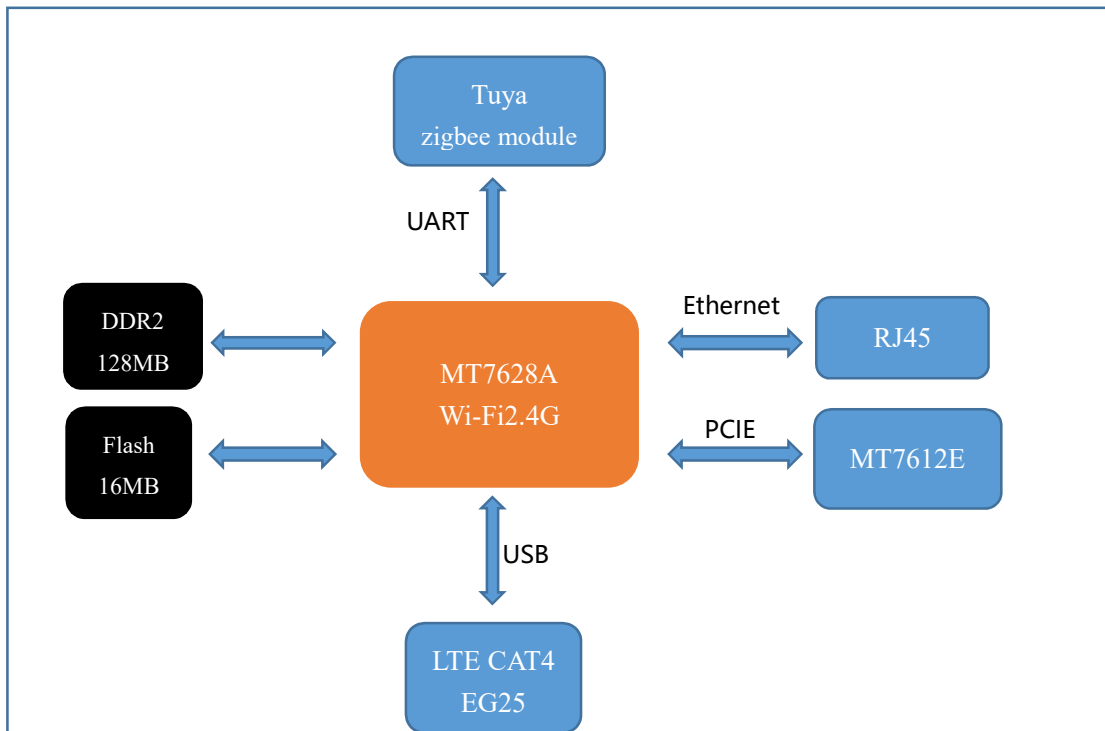 Tuya
zigbee module
UART
DDR2
128MB
Ethernet
RJ45
MT7628A
Wi-Fi2.4G
Flash
16MB
PCIE
MT7612E
USB
LTE CAT4
EG25